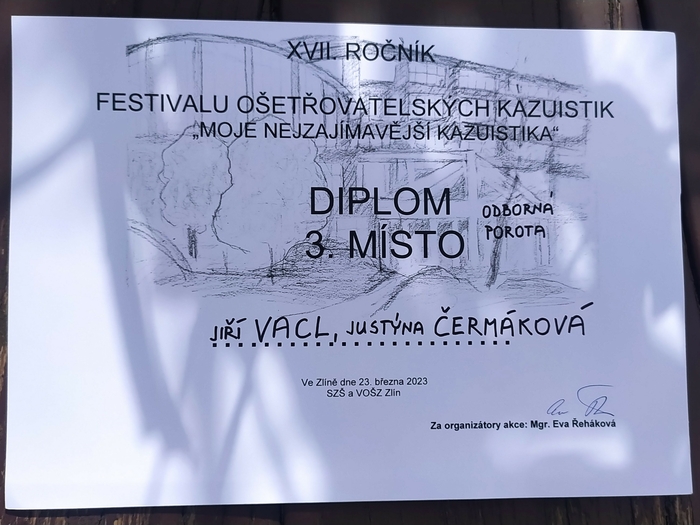 XVII. ROČNÍK
FESTIVALU OŠETŘOVATELSKÝCH KAZUISTIK
„MOJE NEJZAJÍMAVĚJŠÍ KAZUISTIKA“
DIPLOM
3. MÍSTO
ODBORNÁ
POROTA
JIŘÍ VACL, JUSTÝNA ČERMÁKOVÁ
Ve Zlíně dne 23. března 2023
SZŠ a VOŠZ Zlín
Za organizátory akce: Mgr. Eva Řeháková